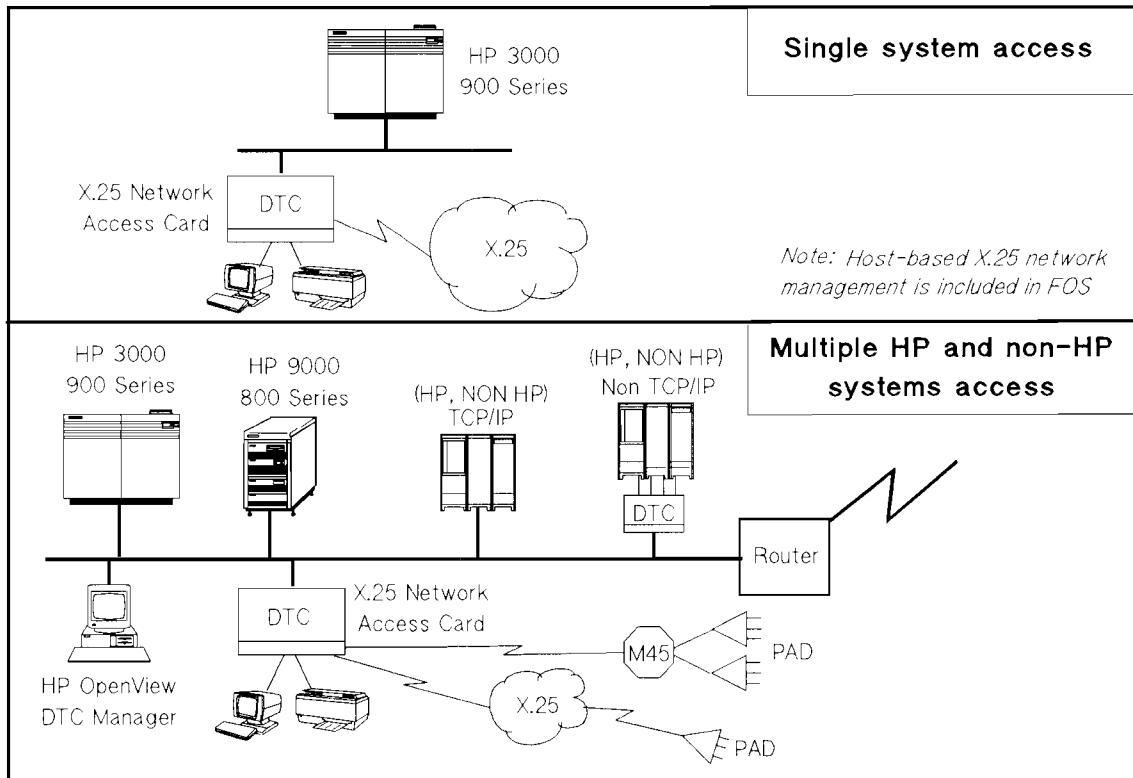 Single system access
HP 3000
900 Series
X.25 Network
Access Card
DTC
X.25
Note: Host-based X.25 network
management is included in FOS
Multiple HP and non-HP
systems access
HP 3000
900 Series
HP 9000
800 Series
(HP, NON HP)
TCP/IP
(HP, NON HP)
Non TCP/IP
DTC
Router
HP OpenView
DTC Manager
DTC
X.25 Network
Access Card
M45
PAD
X.25
PAD